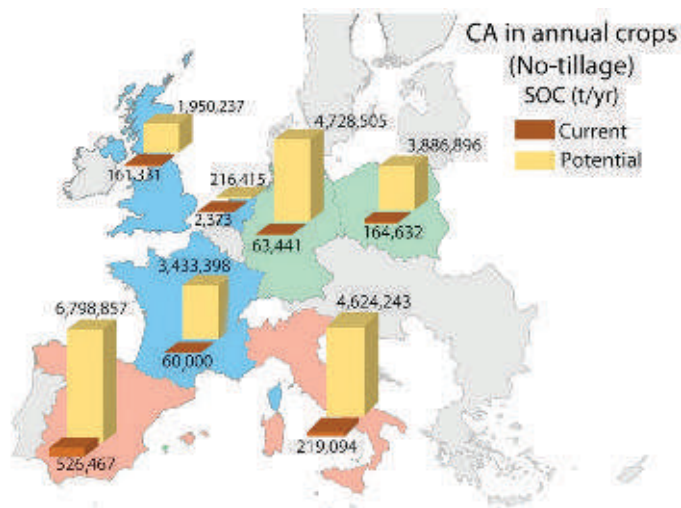 CA in annual crops
(No-tillage)
SOC (t/yr)
Current
Potential
1,950,237
161,331
4,728,505
3,886,896
216,415
2,373
63,441
164,632
3,433,398
60,000
6,798,857
526,467
4,624,243
219,094